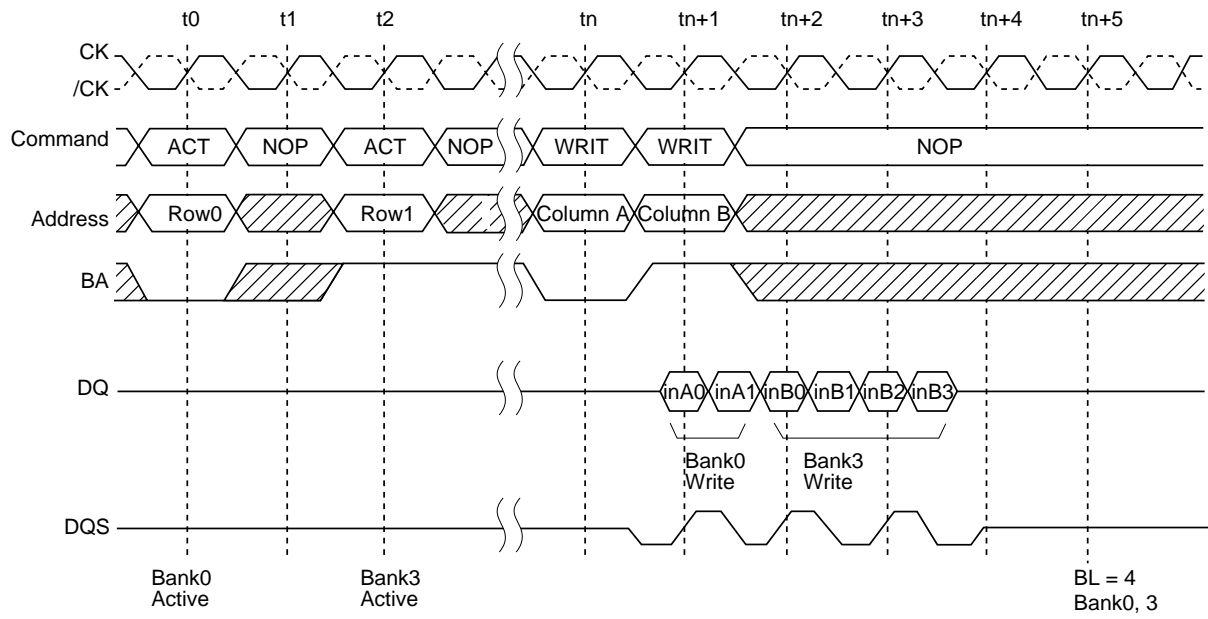 t0 t1 t2 tn tn+1 tn+2 tn+3 tn+4 tn+5
CK
/CK
Command ACT NOP ACT NOP WRIT WRIT NOP
Address Row0 Row1 Column A Column B
BA
DQ inA0 inA1 inB0 inB1 inB2 inB3
Bank0 Bank3
Write Write
DQS
Bank0 Bank3 BL = 4
Active Active Bank0, 3